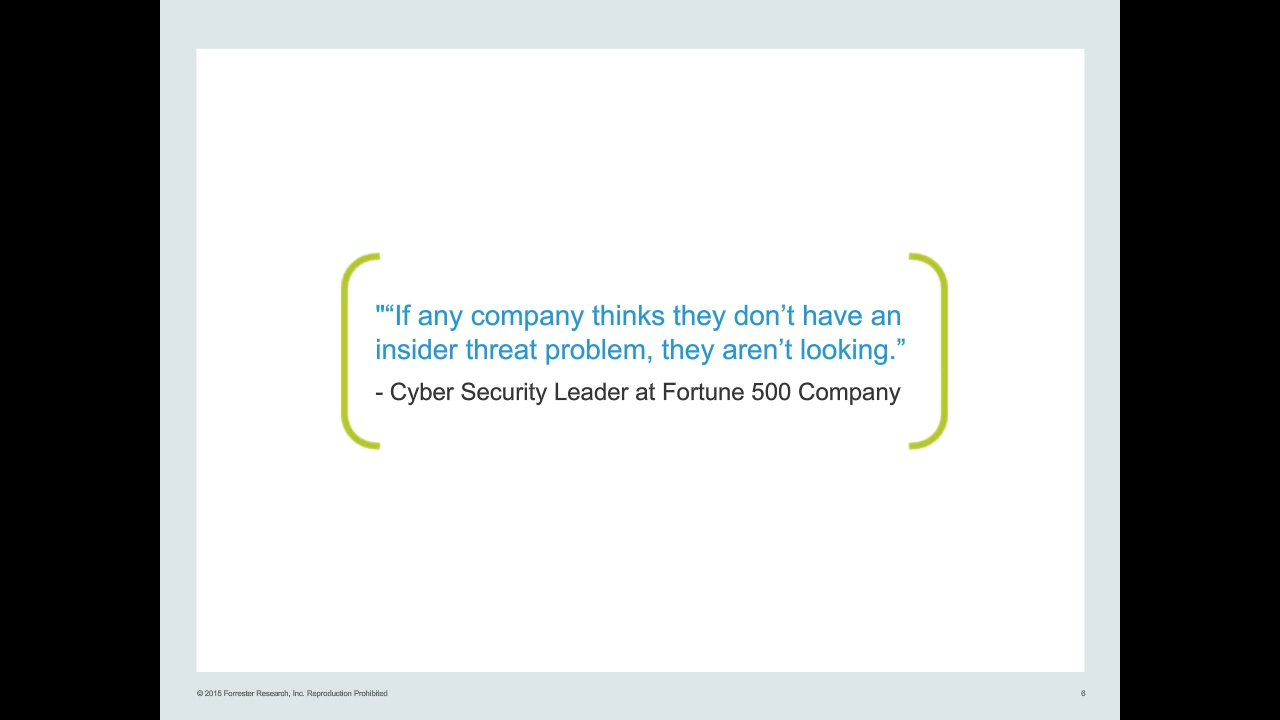 "“If any company thinks they don’t have an
insider threat problem, they aren’t looking.”
- Cyber Security Leader at Fortune 500 Company
© 2015 Forrester Research, Inc. Reproduction Prohibited
6